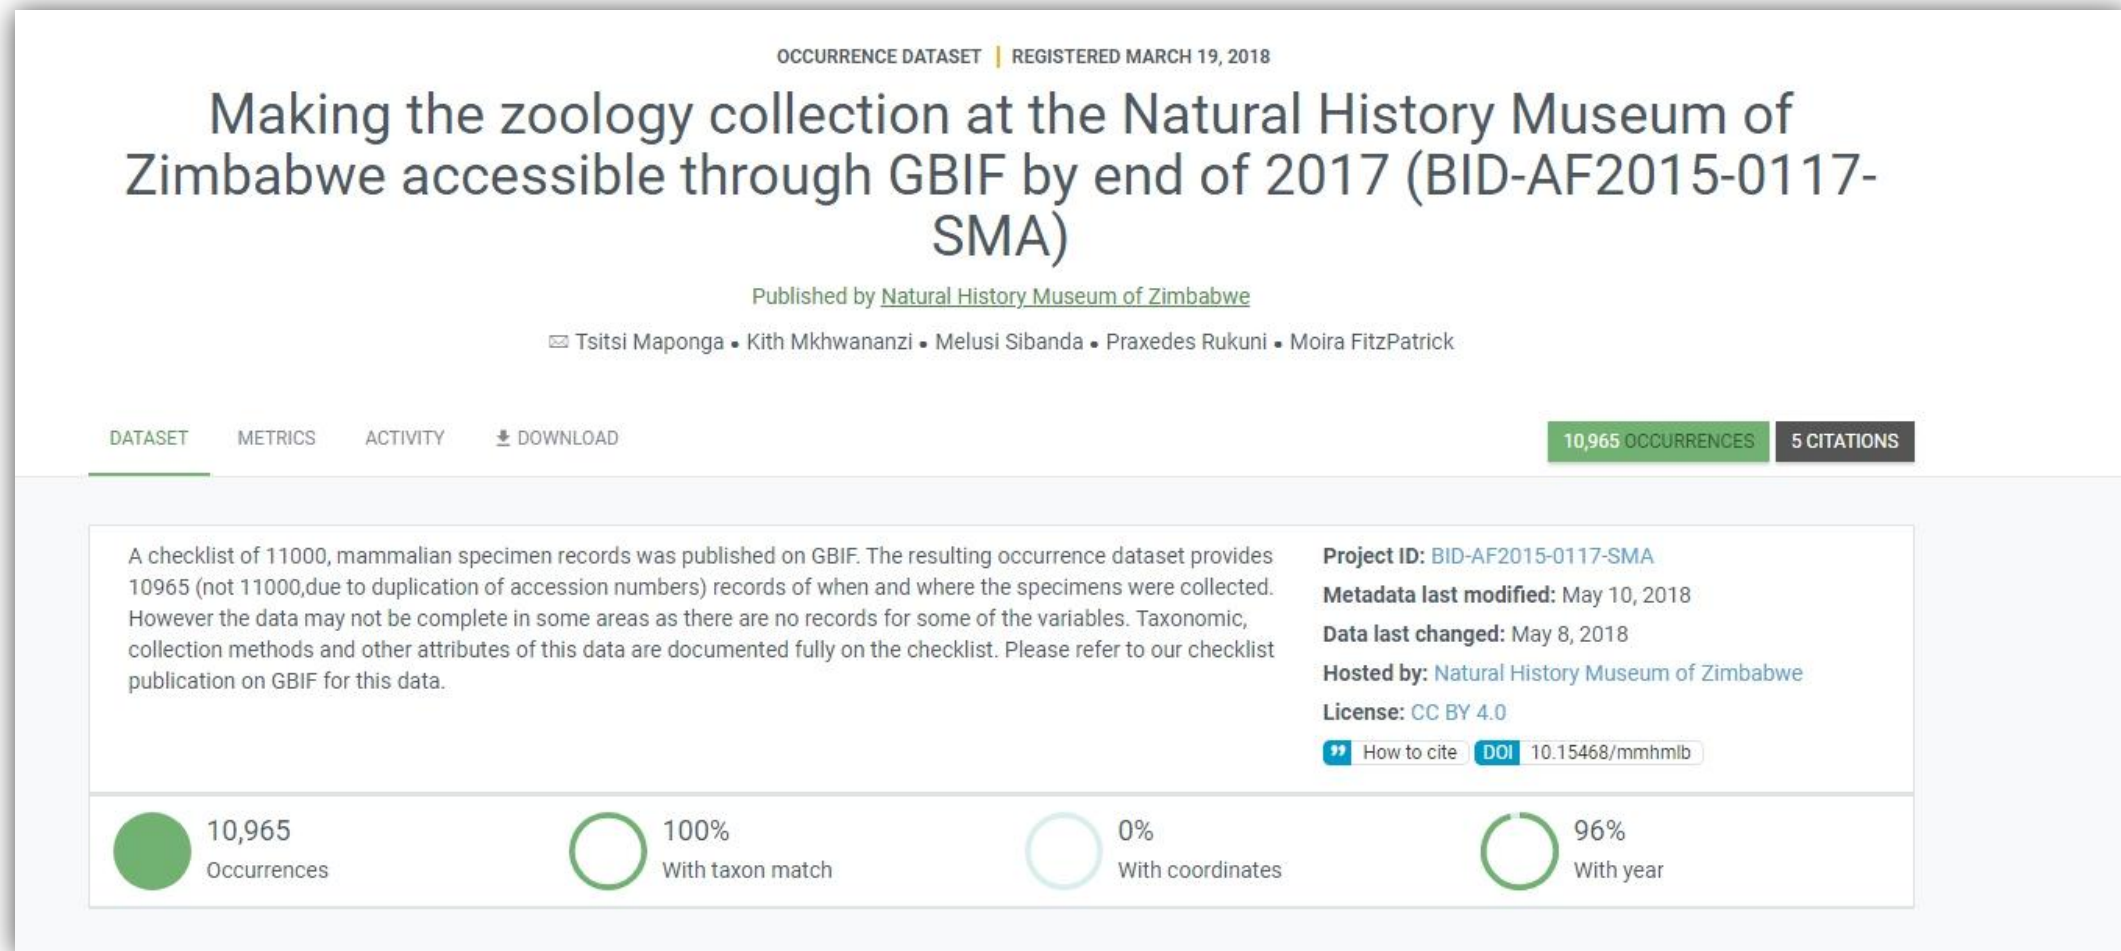 OCCURRENCE DATASET | REGISTERED MARCH 19, 2018
Making the zoology collection at the Natural History Museum of
Zimbabwe accessible through GBIF by end of 2017 (BID-AF2015-0117-
SMA)
Published by Natural History Museum of Zimbabwe
Tsitsi Maponga • Kith Mkhwananzi • Melusi Sibanda • Praxedes Rukuni • Moira FitzPatrick
DATASET METRICS ACTIVITY DOWNLOAD
10,965 OCCURRENCES 5 CITATIONS
A checklist of 11000, mammalian specimen records was published on GBIF. The resulting occurrence dataset provides
10965 (not 11000,due to duplication of accession numbers) records of when and where the specimens were collected.
However the data may not be complete in some areas as there are no records for some of the variables. Taxonomic,
collection methods and other attributes of this data are documented fully on the checklist. Please refer to our checklist
publication on GBIF for this data.
Project ID: BID-AF2015-0117-SMA
Metadata last modified: May 10, 2018
Data last changed: May 8, 2018
Hosted by: Natural History Museum of Zimbabwe
License: CC BY 4.0
How to cite DOI 10.15468/mmhmlb
10,965
Occurrences
100%
With taxon match
0%
With coordinates
96%
With year